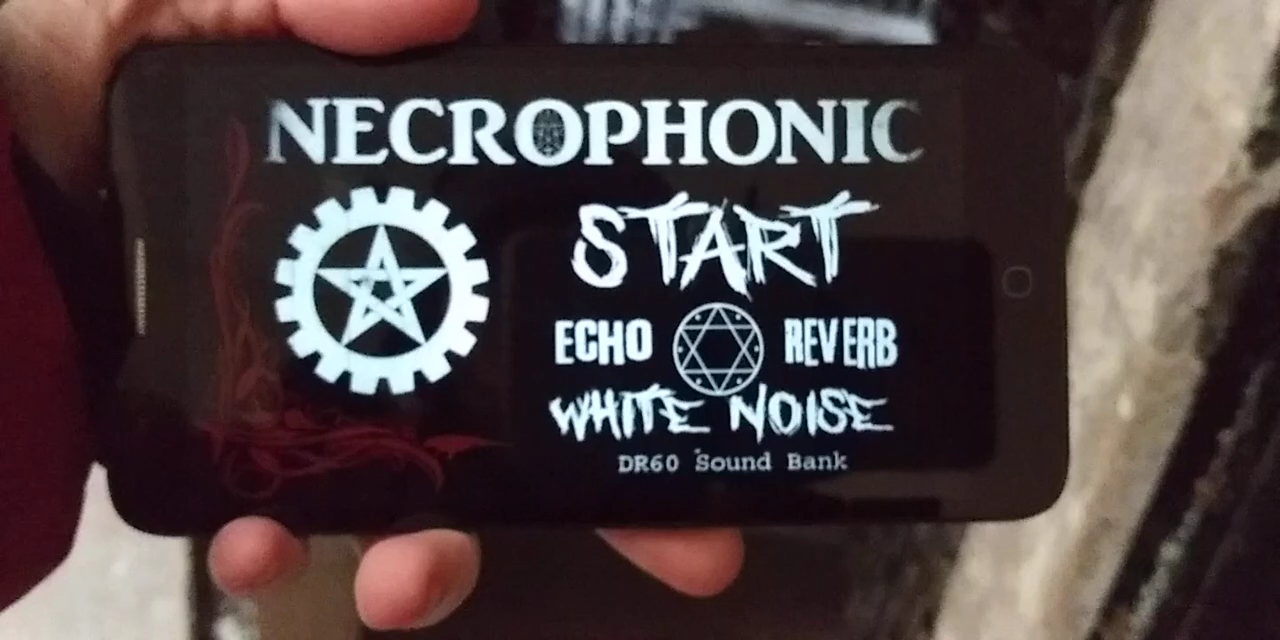 NECROPHONIC
START
ECHO REVERB
WHITE NOISE
DR60 Sound Bank